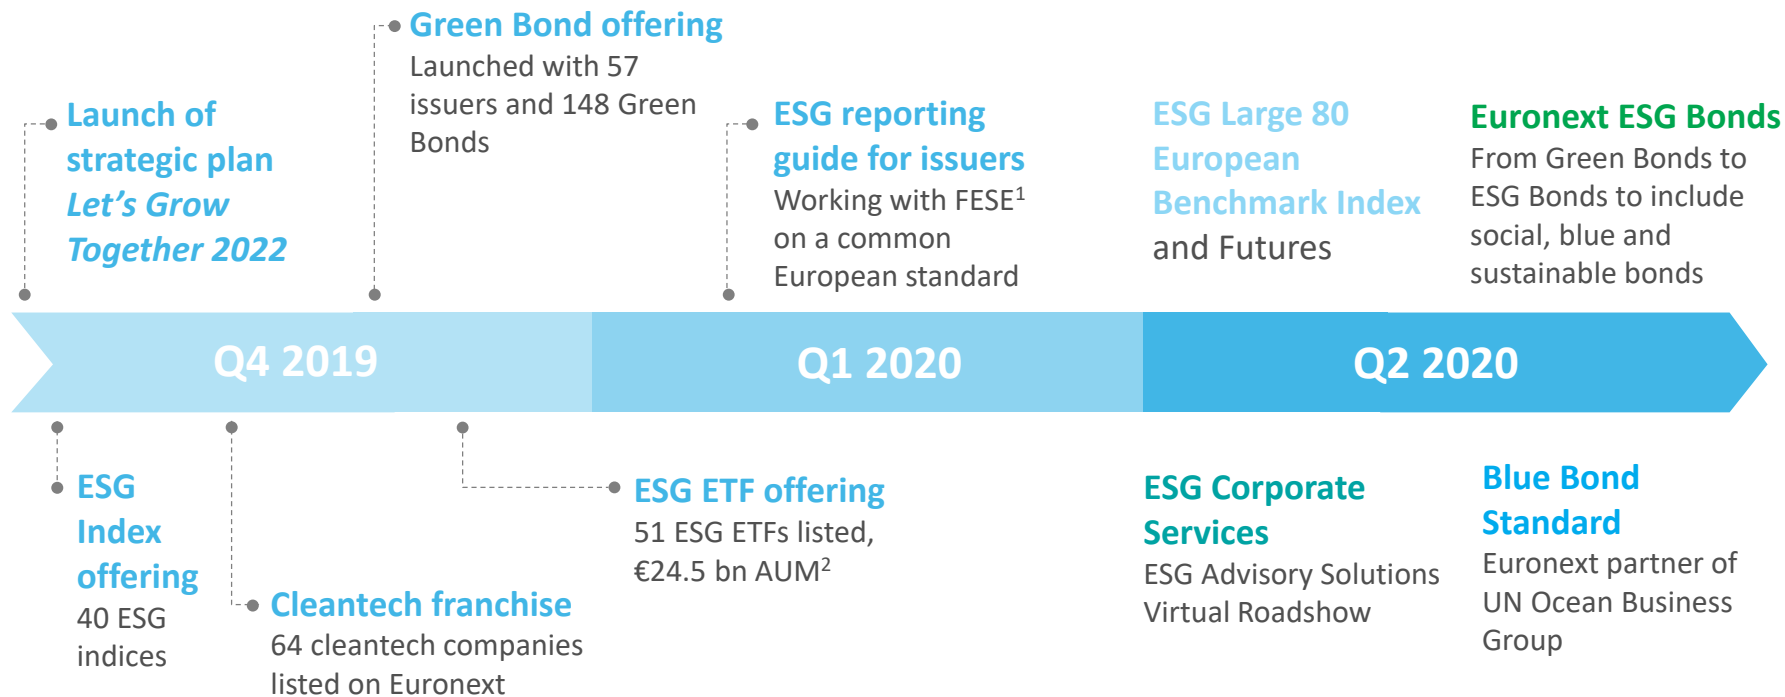 Green Bond offering
Launched with 57
issuers and 148 Green
Bonds
Launch of
strategic plan
Let's Grow
Together 2022
ESG reporting
guide for issuers
Working with FESE¹
on a common
European standard
ESG Large 80
European
Benchmark Index
and Futures
Euronext ESG Bonds
From Green Bonds to
ESG Bonds to include
social, blue and
sustainable bonds
Q4 2019
Q1 2020
Q2 2020
ESG
Index
offering
40 ESG
indices
Cleantech franchise
64 cleantech companies
listed on Euronext
ESG ETF offering
51 ESG ETFs listed,
€24.5 bn AUM²
ESG Corporate
Services
ESG Advisory Solutions
Virtual Roadshow
Blue Bond
Standard
Euronext partner of
UN Ocean Business
Group